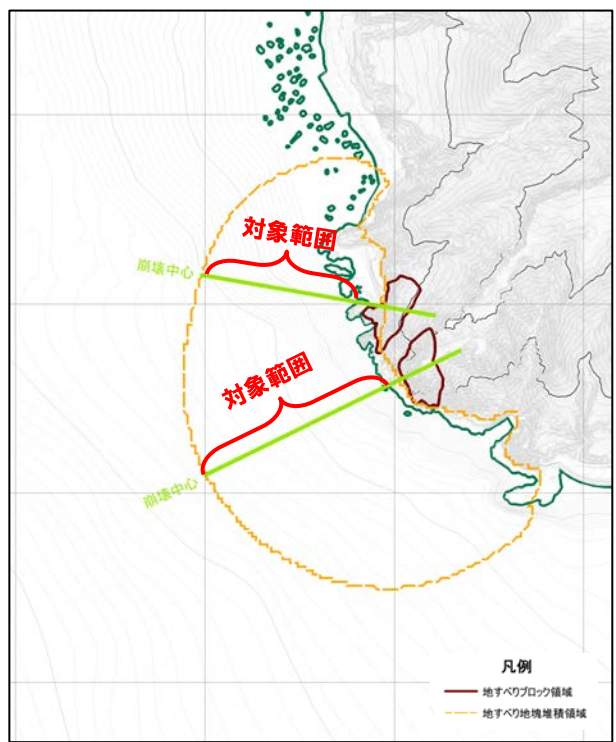 対象範囲
崩壊中心
対象範囲
崩壊中心
凡例
地すべりブロック領域
地すべり地塊堆積領域